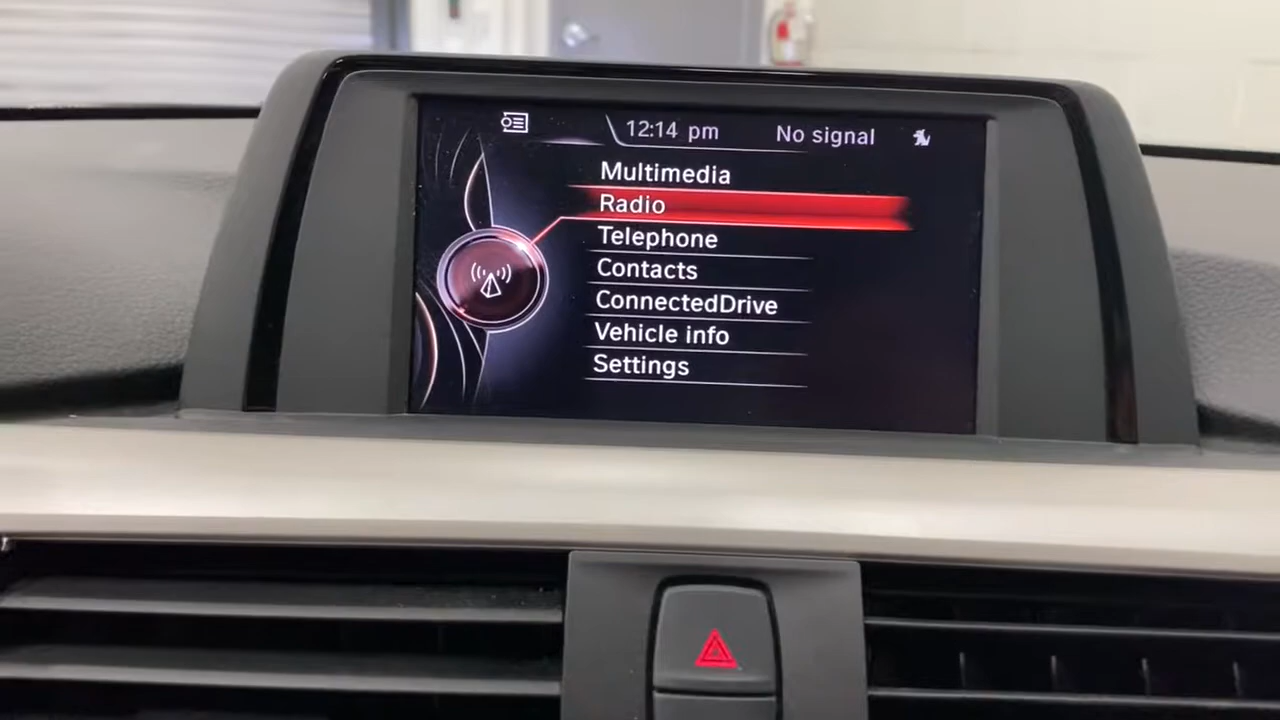 12:14 pm No signal
Multimedia
Radio
Telephone
Contacts
ConnectedDrive
Vehicle info
Settings